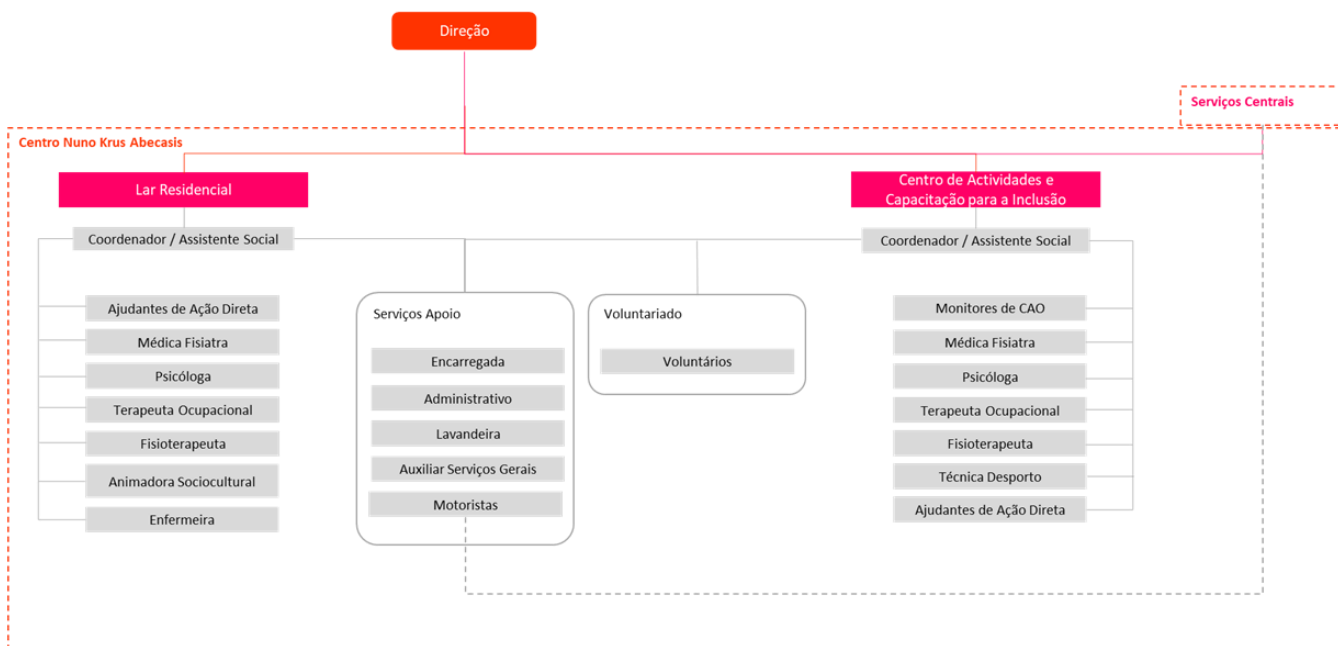 Direção
Serviços Centrais
Centro Nuno Krus Abecasis
Lar Residencial
Centro de Actividades e
Capacitação para a Inclusão
Coordenador / Assistente Social
Coordenador / Assistente Social
Ajudantes de Ação Direta
Médica Fisiatra
Psicóloga
Terapeuta Ocupacional
Fisioterapeuta
Animadora Sociocultural
Enfermeira
Serviços Apoio
Encarregada
Administrativo
Lavandeira
Auxiliar Serviços Gerais
Motoristas
Voluntariado
Voluntários
Monitores de CAO
Médica Fisiatra
Psicóloga
Terapeuta Ocupacional
Fisioterapeuta
Técnica Desporto
Ajudantes de Ação Direta